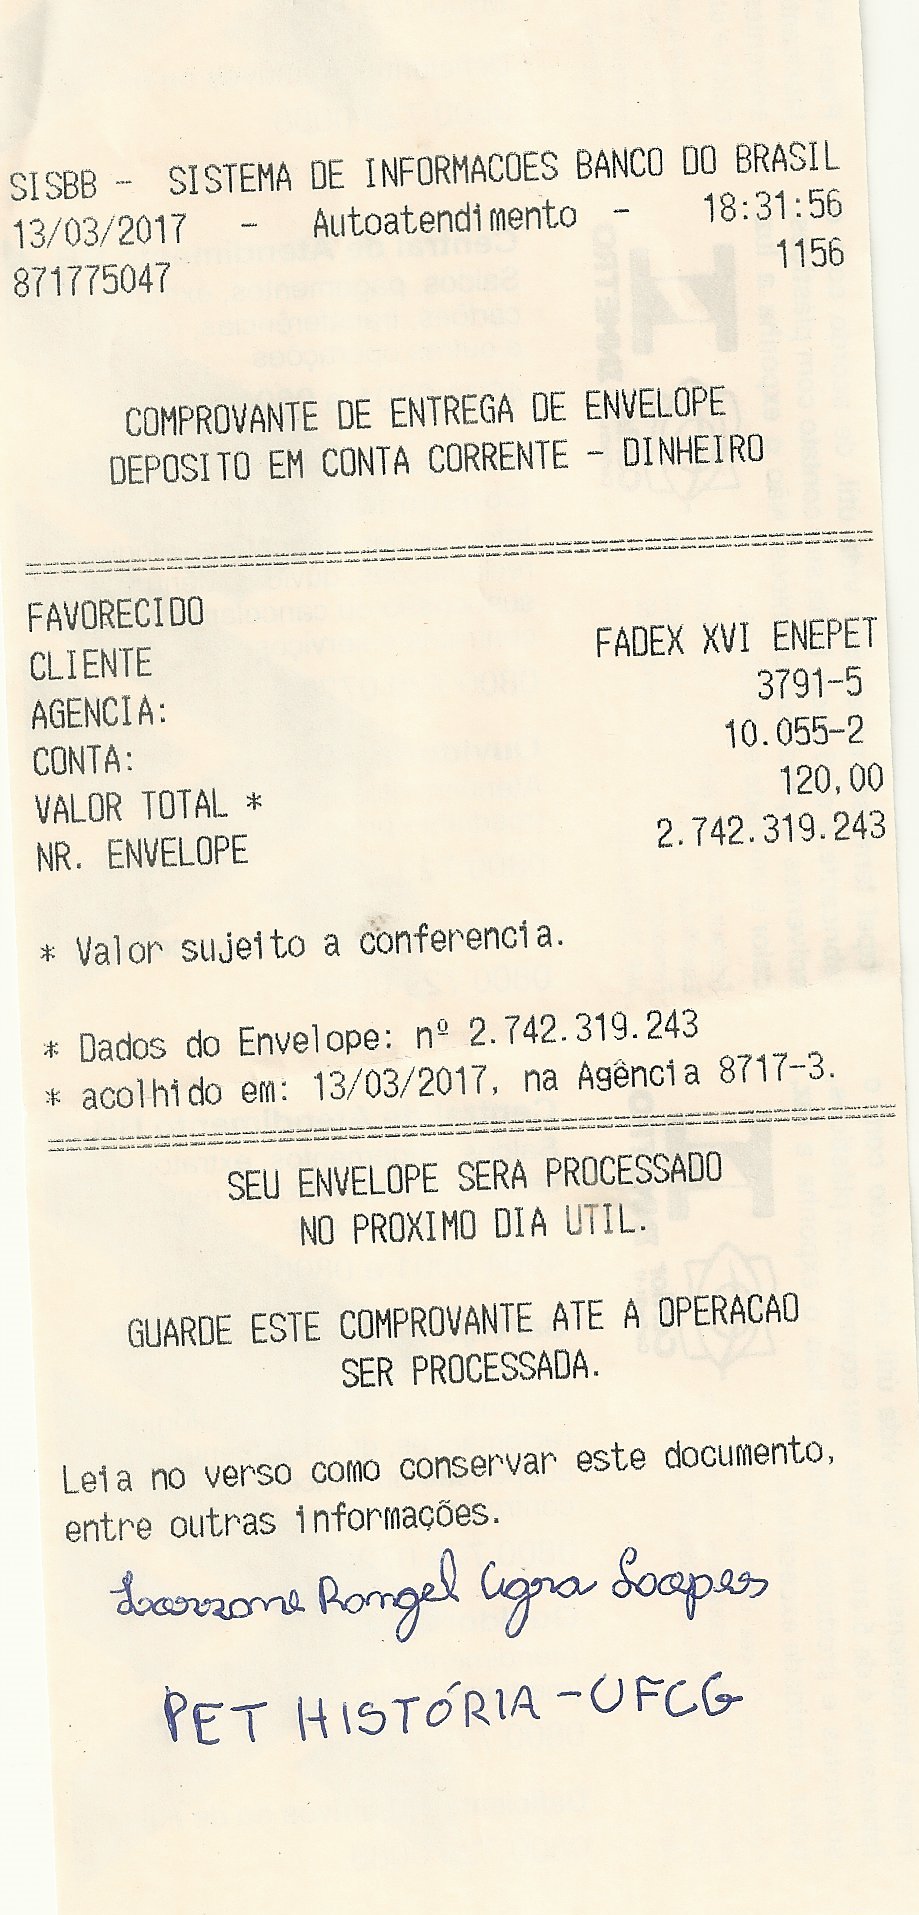 SISBB - SISTEMA DE INFORMACOES BANCO DO BRASIL
13/03/2017 - Autoatendimento - 18:31:56
871775047 1156
COMPROVANTE DE ENTREGA DE ENVELOPE
DEPOSITO EM CONTA CORRENTE - DINHEIRO
FAVORECIDO
CLIENTE FADEX XVI ENEPET
AGENCIA: 3791-5
CONTA: 10.055-2
VALOR TOTAL * 120,00
NR. ENVELOPE 2.742.319.243
* Valor sujeito a conferencia.
* Dados do Envelope: nº 2.742.319.243
* acolhido em: 13/03/2017, na Agência 8717-3.
SEU ENVELOPE SERA PROCESSADO
NO PROXIMO DIA UTIL.
GUARDE ESTE COMPROVANTE ATE A OPERACAO
SER PROCESSADA.
Leia no verso como conservar este documento,
entre outras informações.
Rangel Agra
PET HISTÓRIA - UFCG